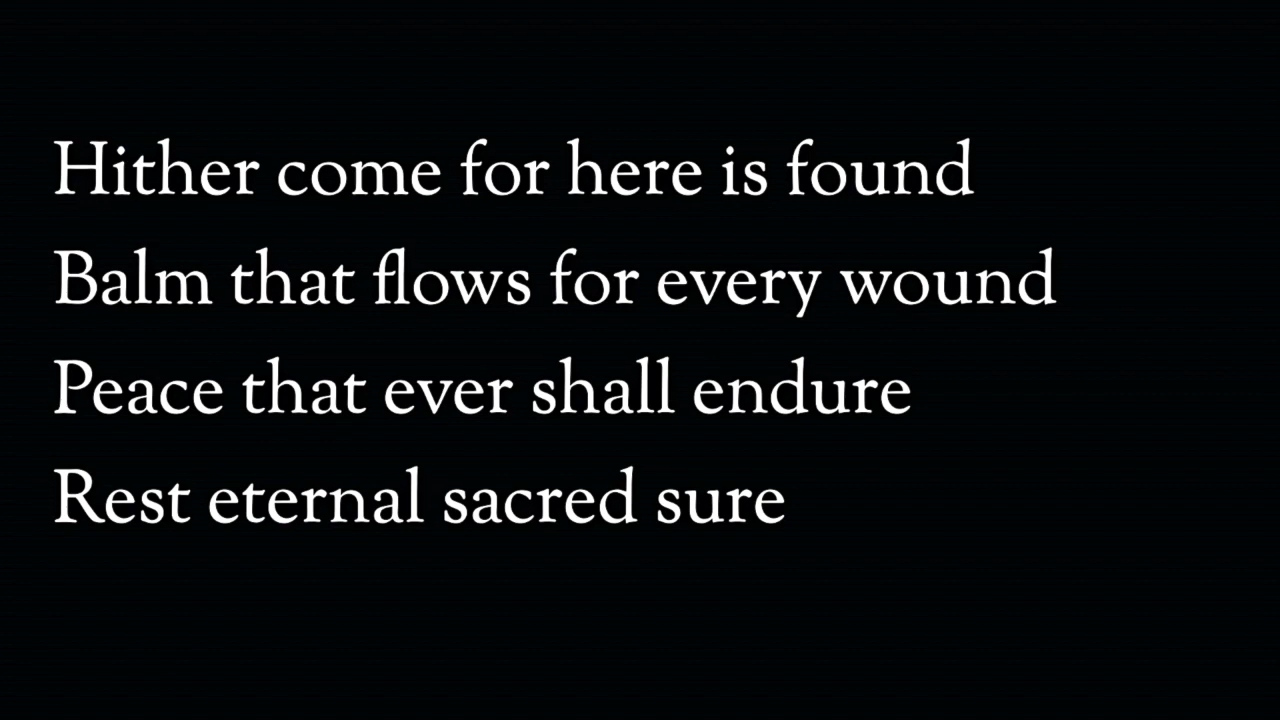 Hither come for here is found
Balm that flows for every wound
Peace that ever shall endure
Rest eternal sacred sure